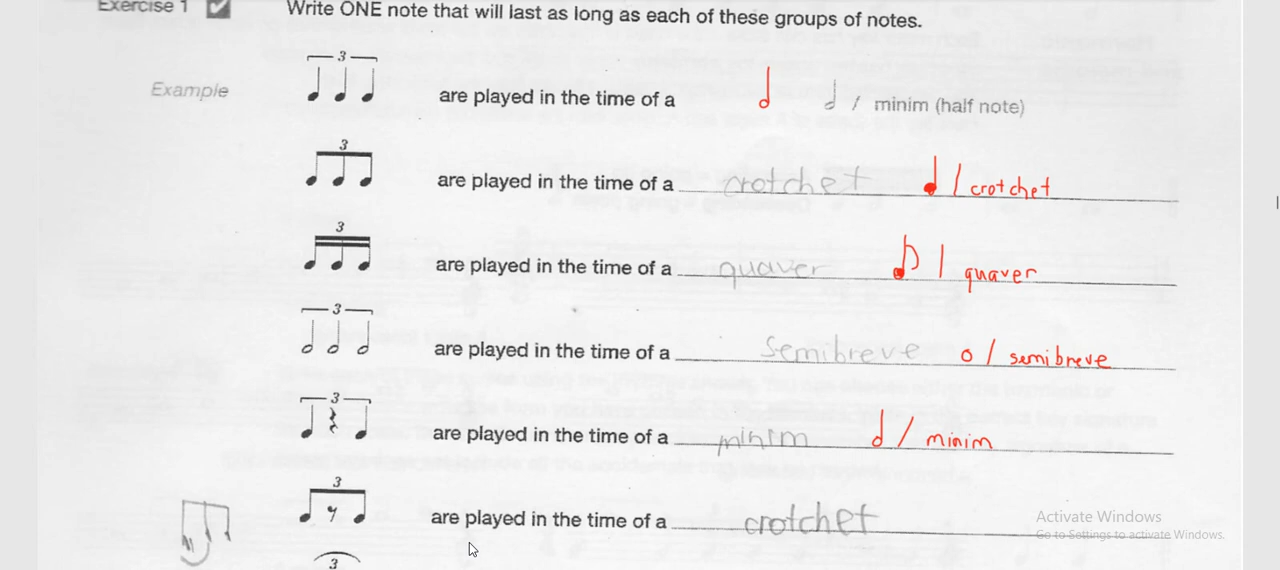 Exercise 1
Write ONE note that will last as long as each of these groups of notes.
3
Example
are played in the time of a
/ minim (half note)
3
are played in the time of a crotchet / crotchet
3
are played in the time of a quaver / quaver
3
are played in the time of a semibreve o / semibreve
3
are played in the time of a minim / minim
3
are played in the time of a crotchet
Activate Windows
Go to Settings to activate Windows.
3